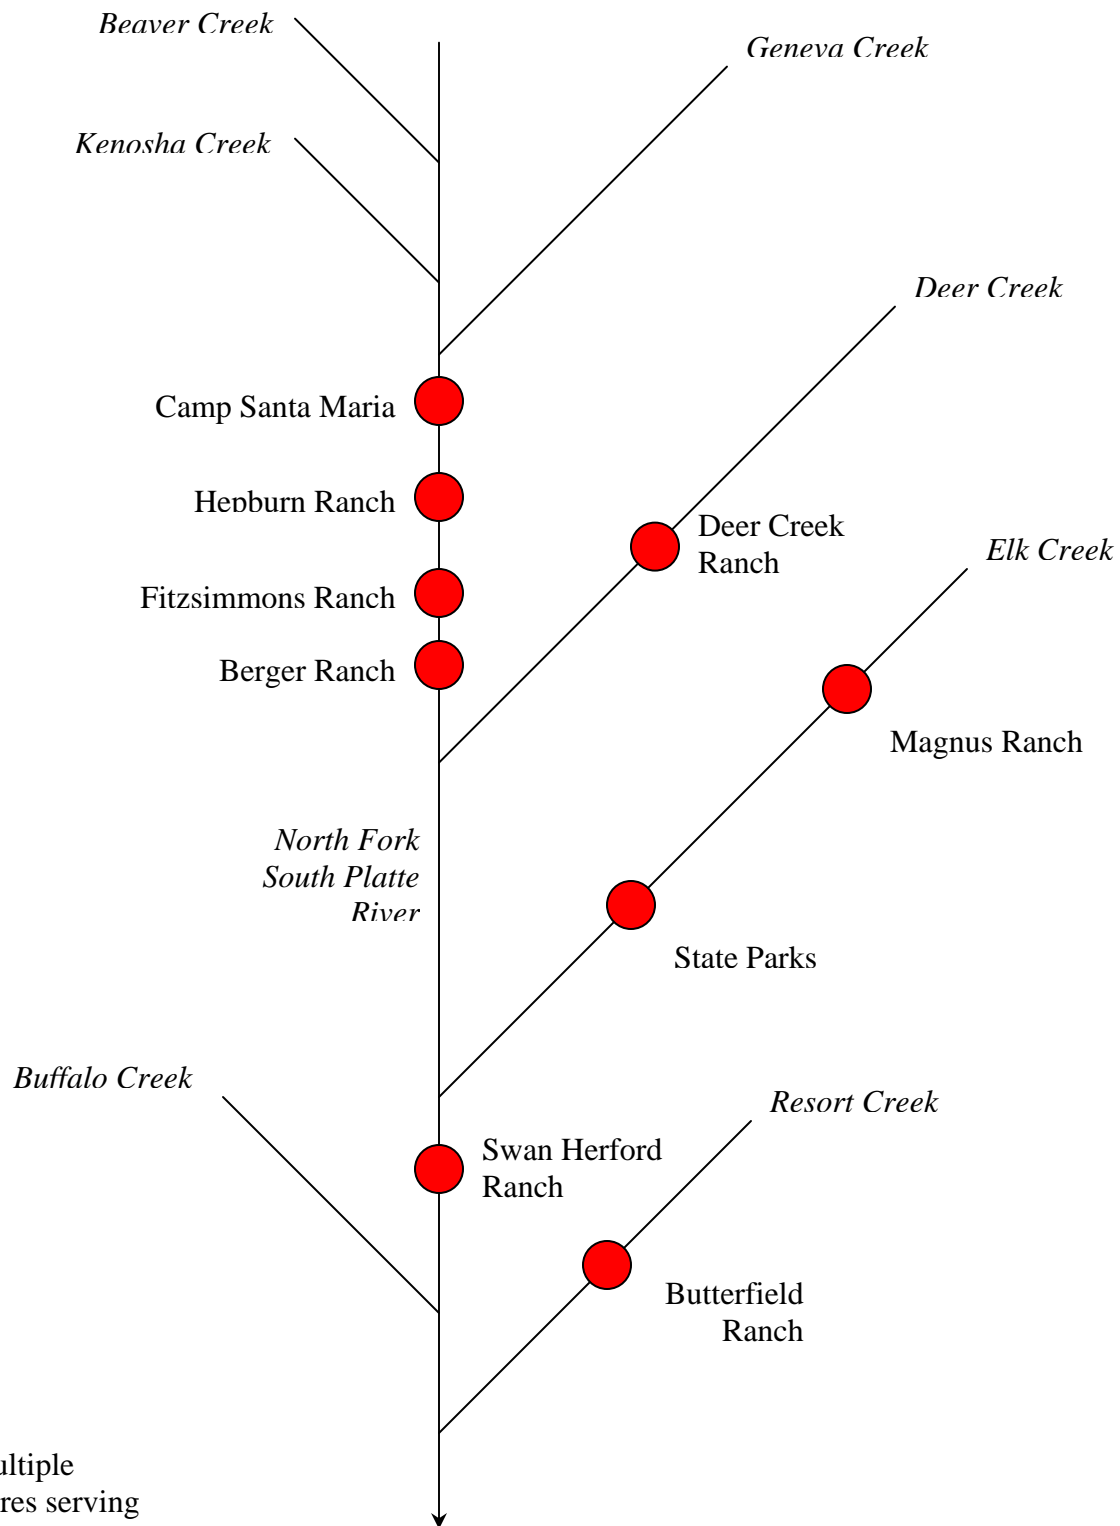 Beaver Creek
Geneva Creek
Kenosha Creek
Deer Creek
Camp Santa Maria
Hepburn Ranch
Deer Creek
Ranch
Elk Creek
Fitzsimmons Ranch
Berger Ranch
Magnus Ranch
North Fork
South Platte
River
State Parks
Buffalo Creek
Resort Creek
Swan Herford
Ranch
Butterfield
Ranch
serving